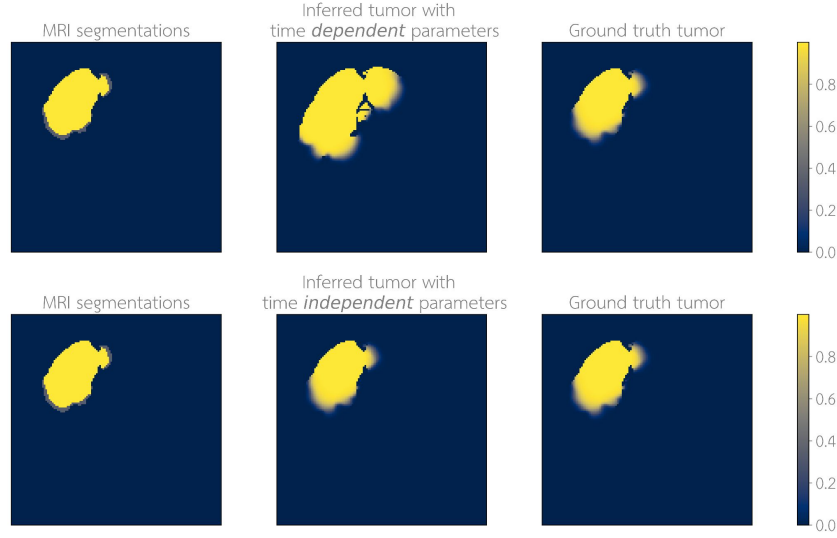 MRI segmentations
Inferred tumor with
time dependent parameters
Ground truth tumor
0.8
0.6
0.4
0.2
0.0
MRI segmentations
Inferred tumor with
time independent parameters
Ground truth tumor
0.8
0.6
0.4
0.2
0.0